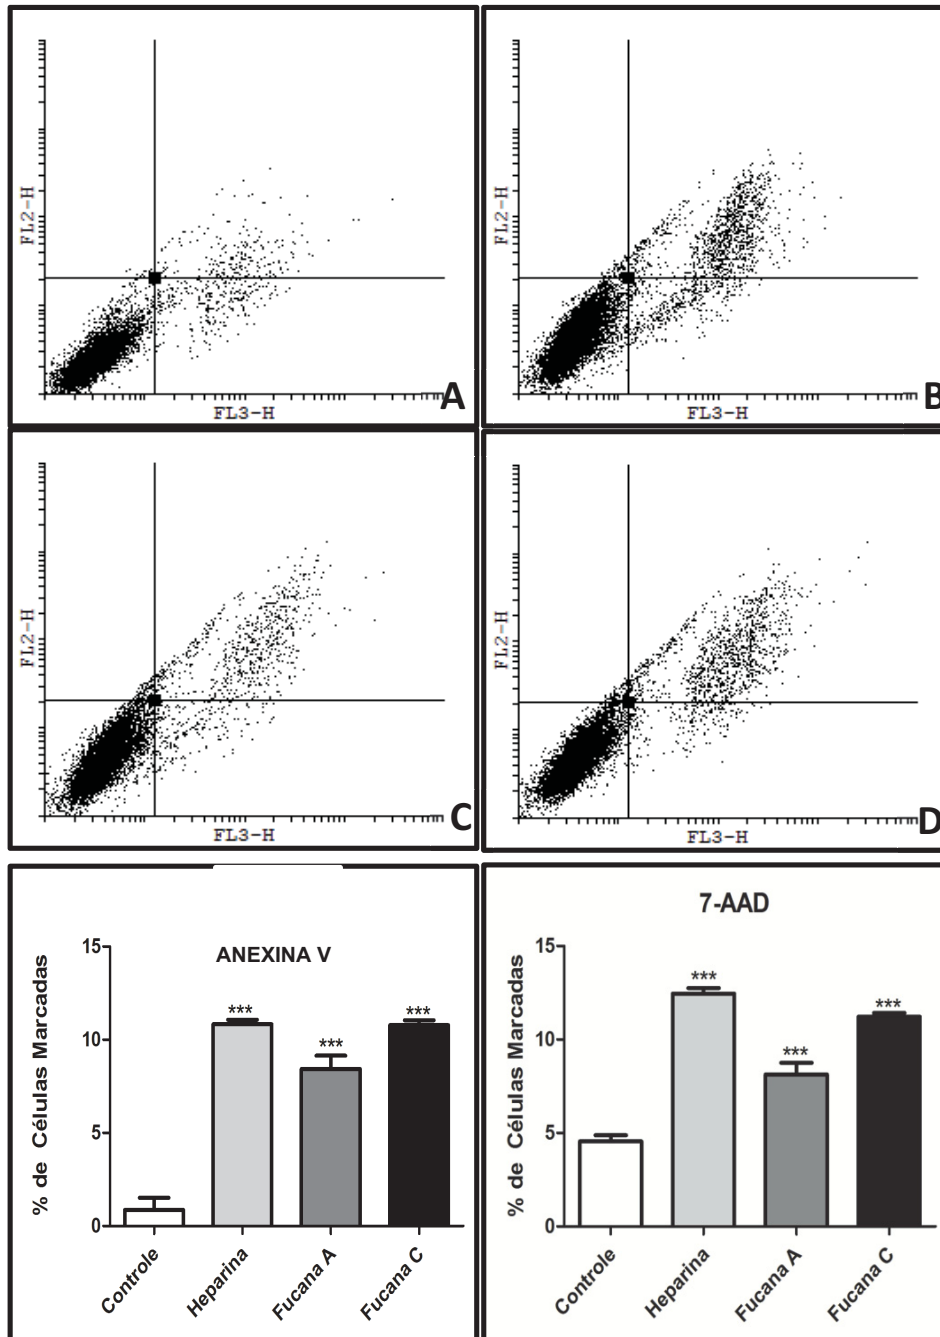 FL2-H
FL3-H
A
FL2-H
FL3-H
B
FL2-H
FL3-H
C
FL2-H
FL3-H
D
ANEXINA V
% de Células Marcadas
15
10
5
0
***
***
***
Controle
Heparina
Fucana A
Fucana C
7-AAD
% de Células Marcadas
15
10
5
0
***
***
***
Controle
Heparina
Fucana A
Fucana C